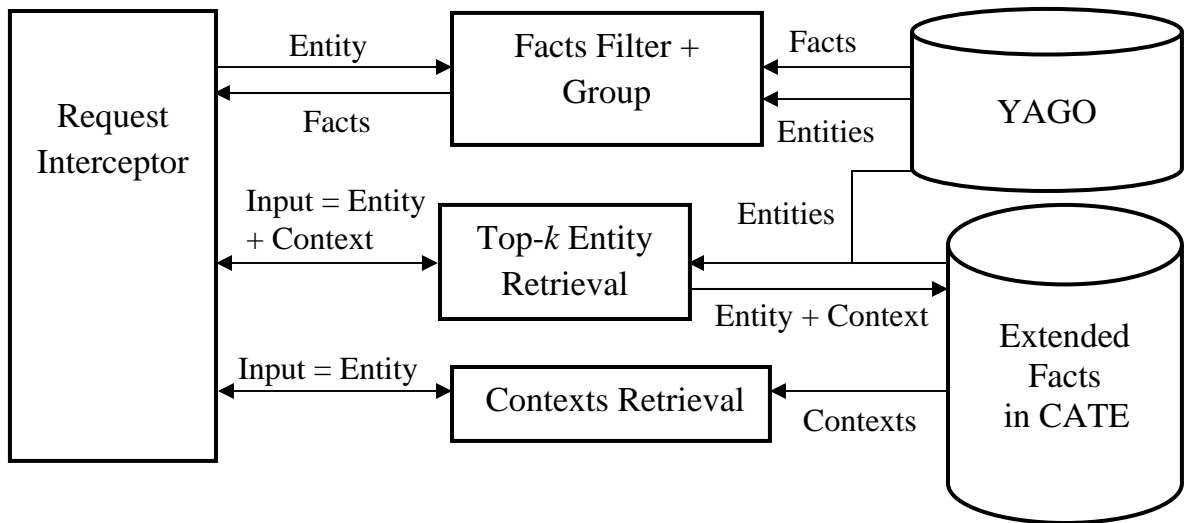 Request
Interceptor
Entity
Facts
Facts Filter +
Group
Facts
Entities
YAGO
Input = Entity
+ Context
Top-k Entity
Retrieval
Entities
Entity + Context
Input = Entity
Contexts Retrieval
Contexts
Extended
Facts
in CATE